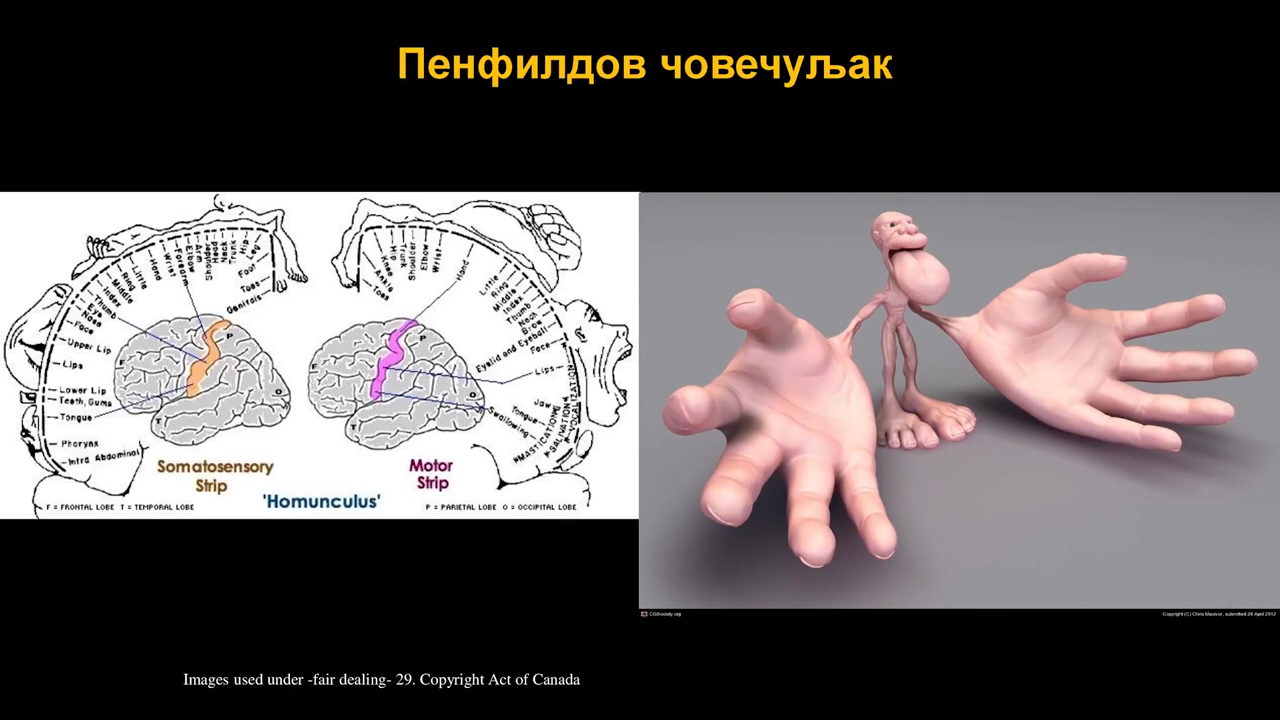 Пенфилдов човечуљак
Toes
Genitals
Foot
Leg
Hip
Trunk
Neck
Head
Shoulder
Arm
Elbow
Forearm
Wrist
Hand
Little
Ring
Middle
Index
Thumb
Eye
Nose
Face
Upper Lip
Lips
Lower Lip
Teeth, Gums
Tongue
Pharynx
Intra Abdominal
F
P
O
T
Somatosensory
Strip
Toes
Ankle
Knee
Hip
Trunk
Shoulder
Elbow
Wrist
Hand
Little
Ring
Middle
Index
Thumb
Neck
Brow
Eyelid and Eyeball
Face
Lips
Jaw
Tongue
Swallowing
*MASTICATION
*SALIVATION
*VOCALIZATION
F
P
O
T
Motor
Strip
'Homunculus'
F = FRONTAL LOBE T = TEMPORAL LOBE
P = PARIETAL LOBE O = OCCIPITAL LOBE
CGSociety.org
Images used under -fair dealing- 29. Copyright Act of Canada